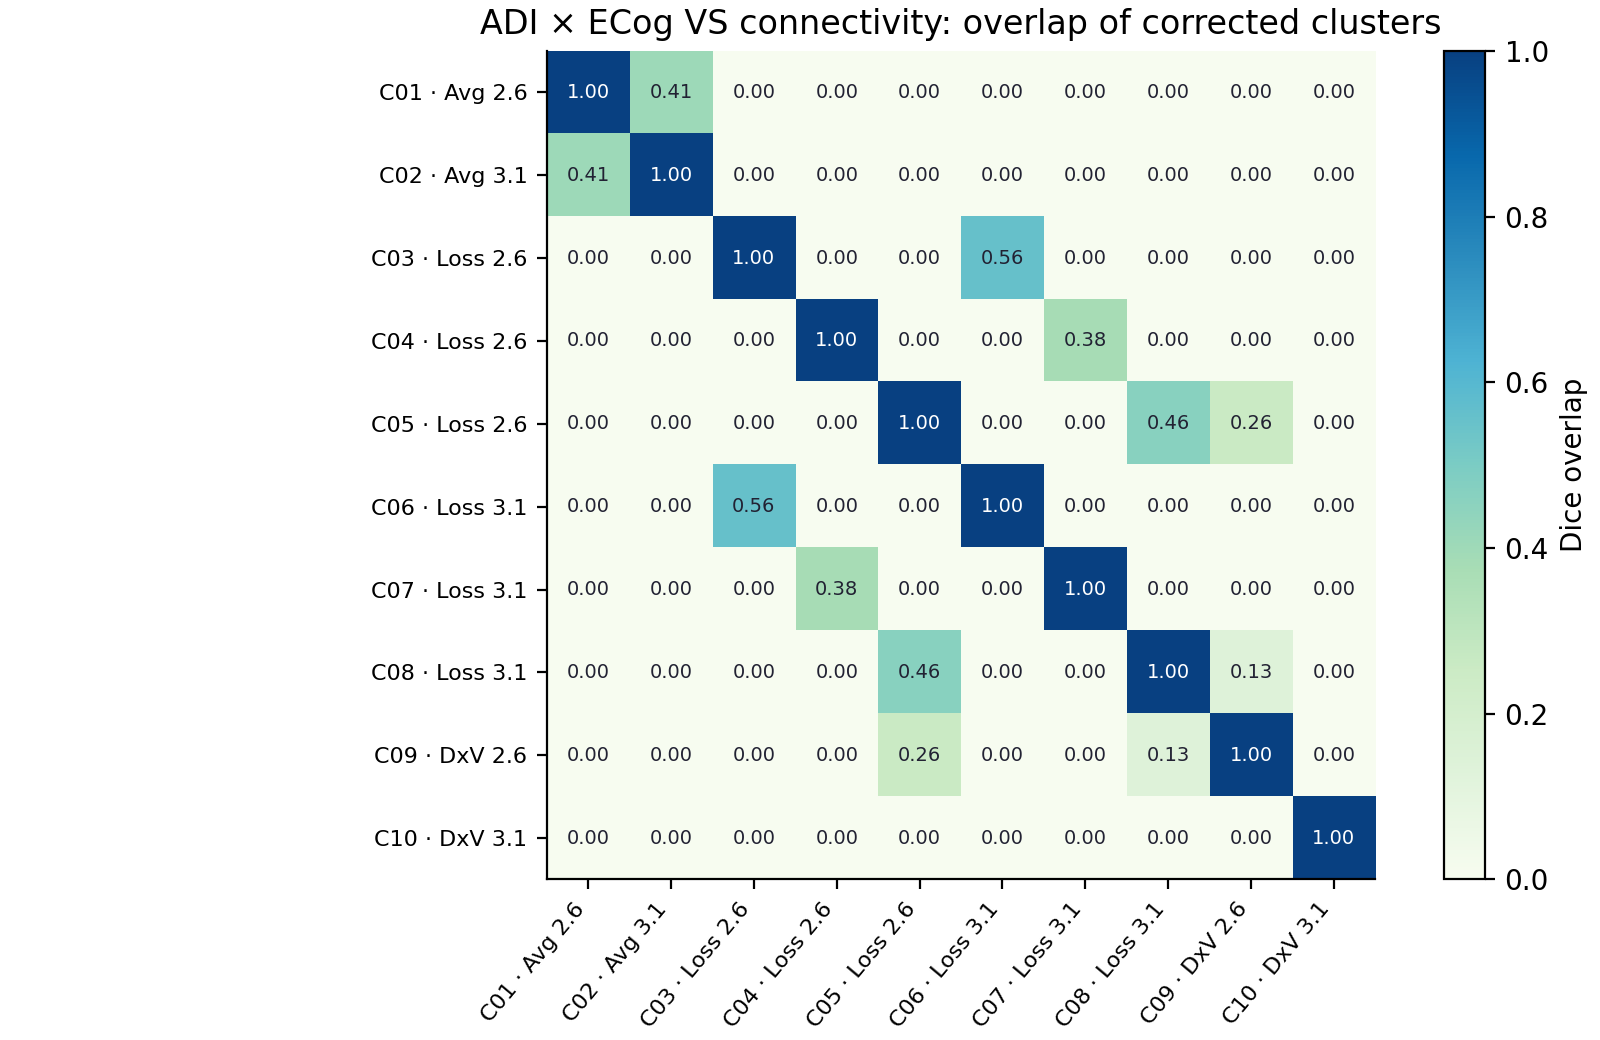 ADI × ECog VS connectivity: overlap of corrected clusters
C01 · Avg 2.6 1.00 0.41 0.00 0.00 0.00 0.00 0.00 0.00 0.00 0.00
C02 · Avg 3.1 0.41 1.00 0.00 0.00 0.00 0.00 0.00 0.00 0.00 0.00
C03 · Loss 2.6 0.00 0.00 1.00 0.00 0.00 0.56 0.00 0.00 0.00 0.00
C04 · Loss 2.6 0.00 0.00 0.00 1.00 0.00 0.00 0.38 0.00 0.00 0.00
C05 · Loss 2.6 0.00 0.00 0.00 0.00 1.00 0.00 0.00 0.46 0.26 0.00
C06 · Loss 3.1 0.00 0.00 0.56 0.00 0.00 1.00 0.00 0.00 0.00 0.00
C07 · Loss 3.1 0.00 0.00 0.00 0.38 0.00 0.00 1.00 0.00 0.00 0.00
C08 · Loss 3.1 0.00 0.00 0.00 0.00 0.46 0.00 0.00 1.00 0.13 0.00
C09 · DxV 2.6 0.00 0.00 0.00 0.00 0.26 0.00 0.00 0.13 1.00 0.00
C10 · DxV 3.1 0.00 0.00 0.00 0.00 0.00 0.00 0.00 0.00 0.00 1.00
C01 · Avg 2.6
C02 · Avg 3.1
C03 · Loss 2.6
C04 · Loss 2.6
C05 · Loss 2.6
C06 · Loss 3.1
C07 · Loss 3.1
C08 · Loss 3.1
C09 · DxV 2.6
C10 · DxV 3.1
1.0
0.8
0.6
0.4
0.2
0.0
Dice overlap